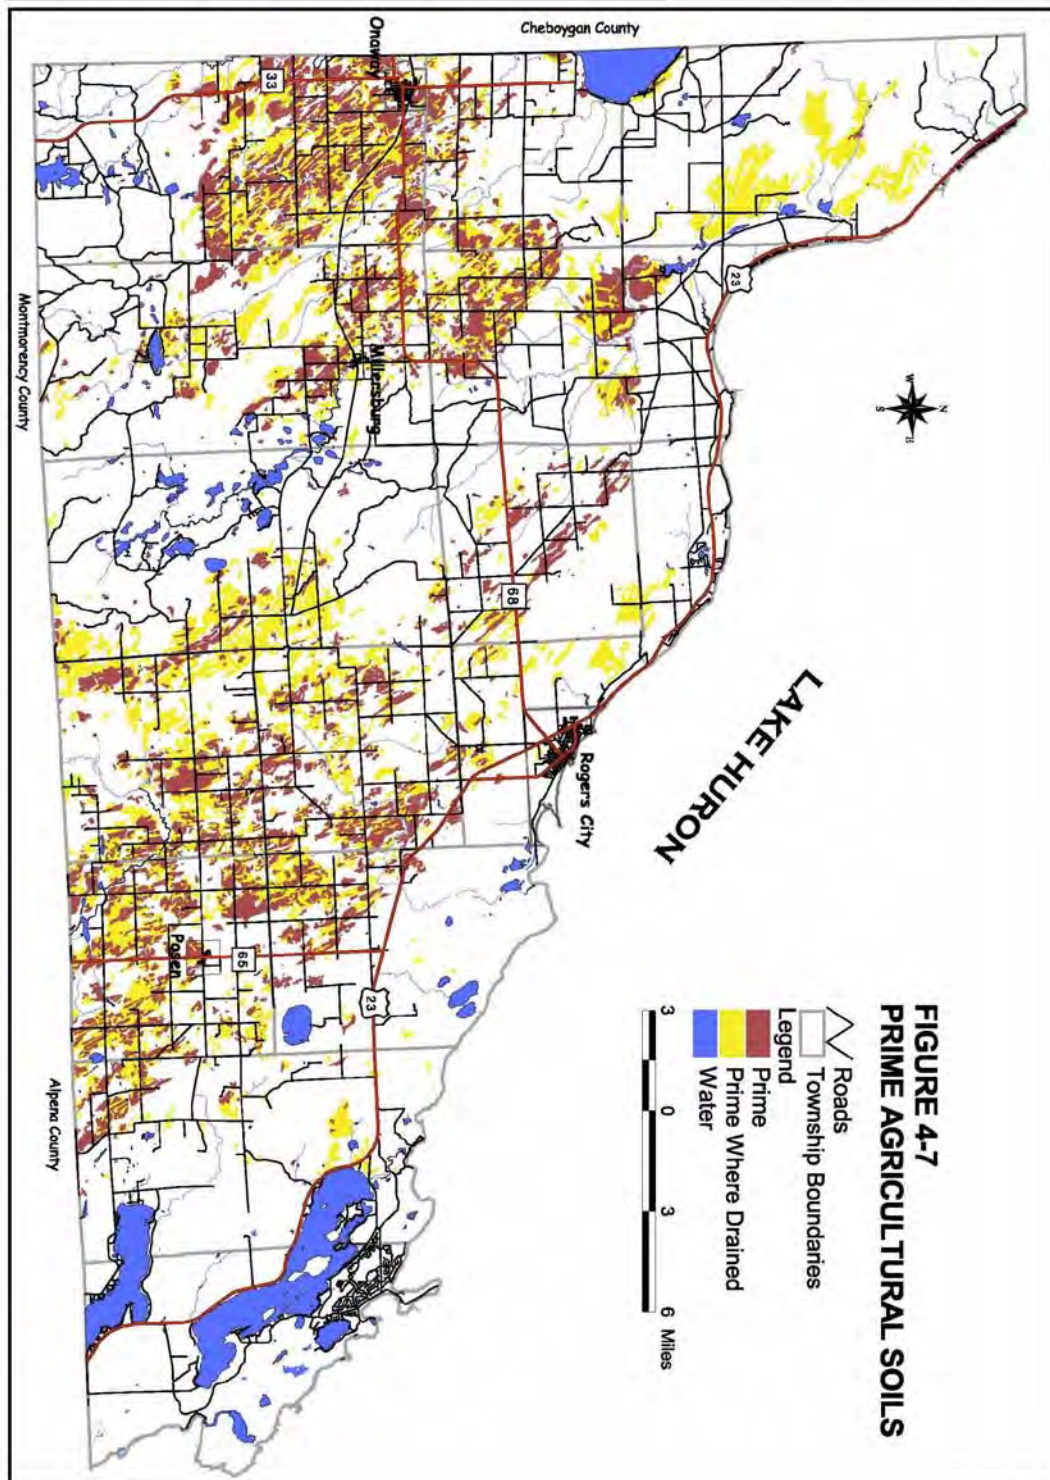 FIGURE 4-7
PRIME AGRICULTURAL SOILS
Roads
Township Boundaries
Legend
Prime
Prime Where Drained
Water
3 0 3 6 Miles
LAKE HURON
N
W
E
S
Cheboygan County
Montmorency County
Alpena County
Onaway
Millersburg
Rogers City
Posen
33
23
68
65
23